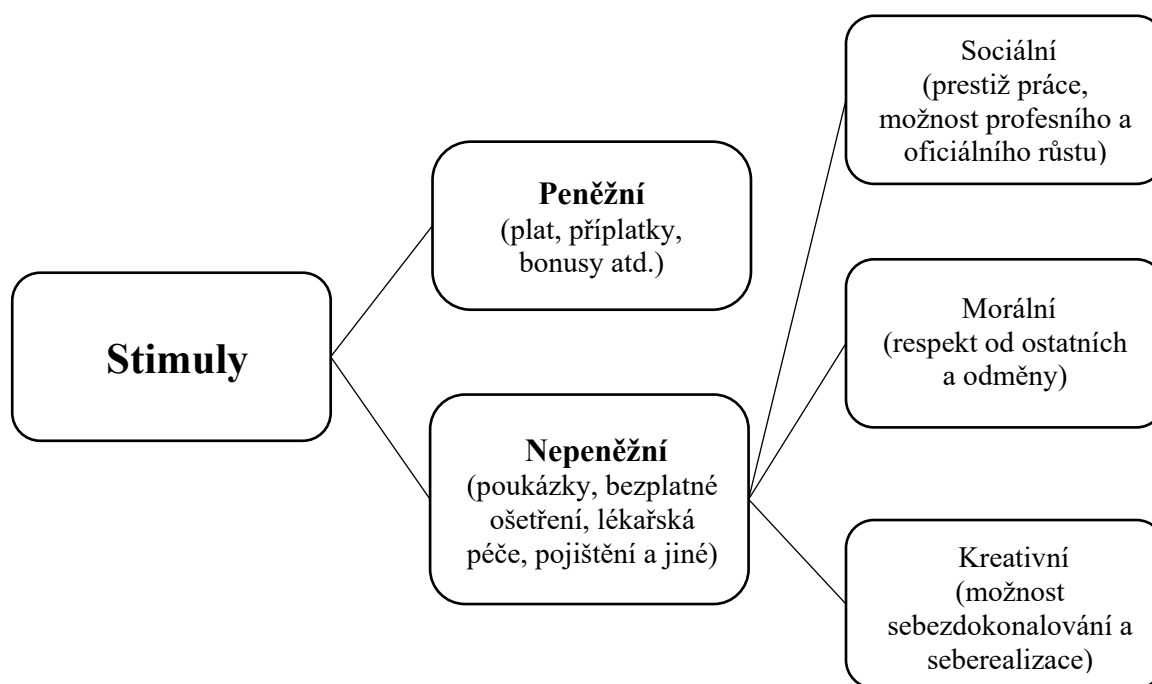 Stimuly
Peněžní
(plat, příplatky,
bonusy atd.)
Nepeněžní
(poukázky, bezplatné
ošetření, lékařská
péče, pojištění a jiné)
Sociální
(prestiž práce,
možnost profesního a
oficiálního růstu)
Morální
(respekt od ostatních
a odměny)
Kreativní
(možnost
sebezdokonalování a
seberealizace)